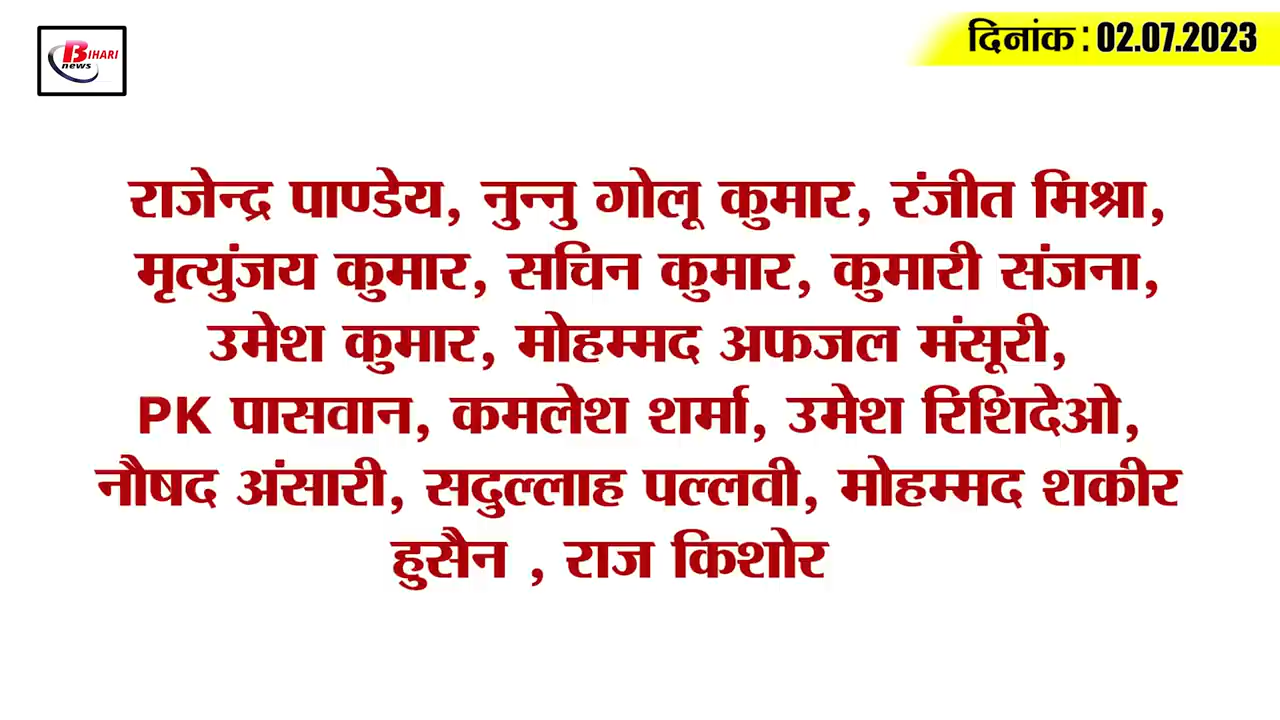 BIHARI
news
दिनांक : 02.07.2023
राजेन्द्र पाण्डेय, नुन्नु गोलू कुमार, रंजीत मिश्रा,
मृत्युंजय कुमार, सचिन कुमार, कुमारी संजना,
उमेश कुमार, मोहम्मद अफजल मंसूरी,
PK पासवान, कमलेश शर्मा, उमेश रिशिदेओ,
नौषद अंसारी, सदुल्लाह पल्लवी, मोहम्मद शकीर
हुसैन , राज किशोर